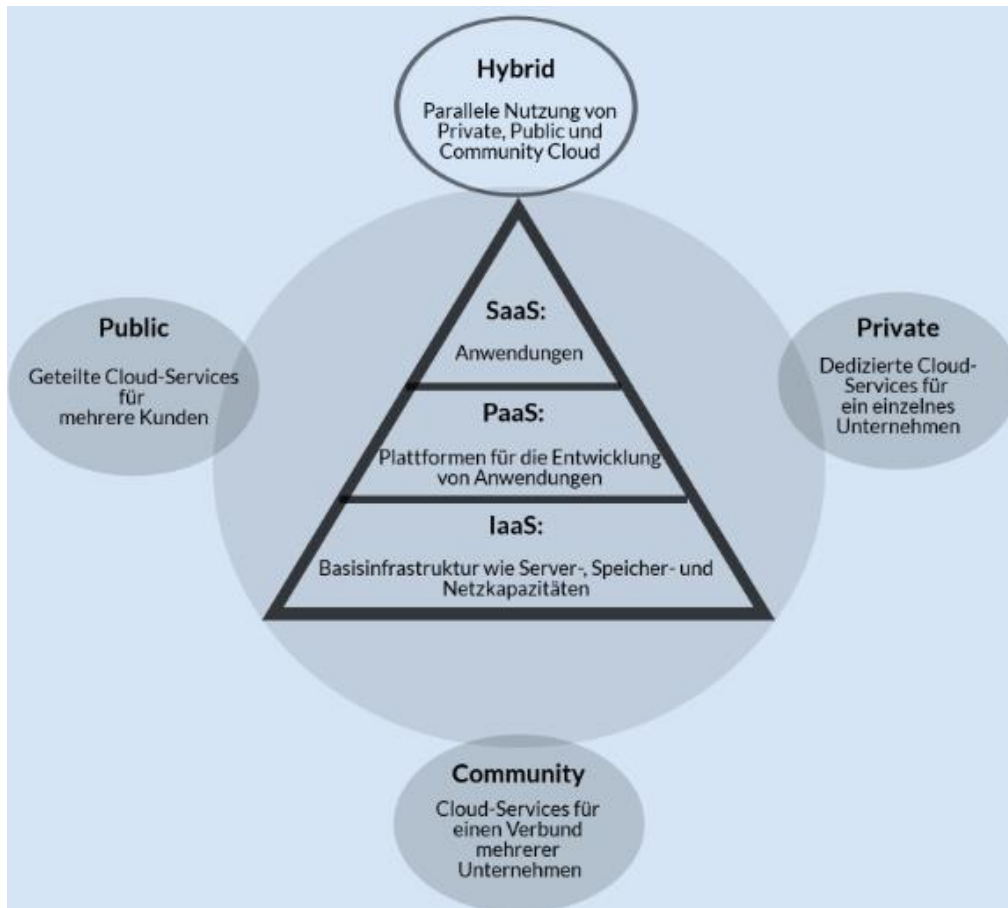 Hybrid
Parallele Nutzung von
Private, Public und
Community Cloud
Public
Geteilte Cloud-Services
für
mehrere Kunden
SaaS:
Anwendungen
PaaS:
Plattformen für die Entwicklung
von Anwendungen
IaaS:
Basisinfrastruktur wie Server-, Speicher- und
Netzkapazitäten
Private
Dedizierte Cloud-
Services für
ein einzelnes
Unternehmen
Community
Cloud-Services für
einen Verbund
mehrerer
Unternehmen